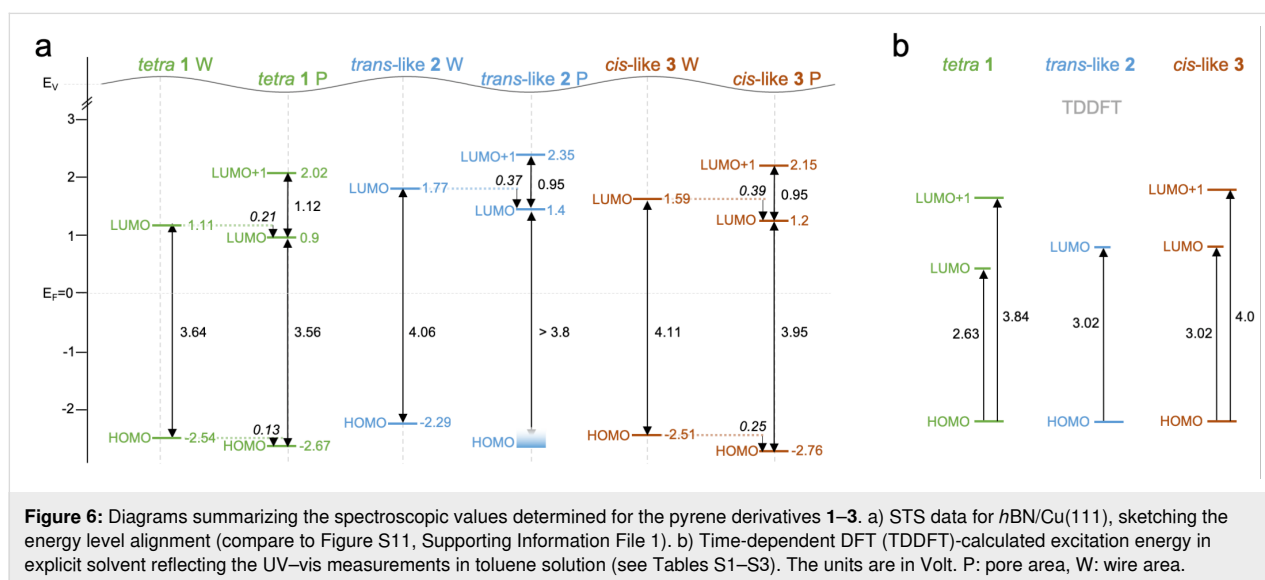 a
b
tetra 1 W
tetra 1 P
trans-like 2 W
trans-like 2 P
cis-like 3 W
cis-like 3 P
tetra 1
trans-like 2
cis-like 3
TDDFT
EV
3
2
1
EF=0
-1
-2
LUMO 1.11
3.64
HOMO -2.54
LUMO+1 2.02
1.12
0.21
LUMO 0.9
3.56
0.13
HOMO -2.67
LUMO 1.77
4.06
HOMO -2.29
LUMO+1 2.35
0.37
0.95
LUMO 1.4
> 3.8
HOMO
LUMO 1.59
4.11
HOMO -2.51
LUMO+1 2.15
0.39
0.95
LUMO 1.2
3.95
0.25
HOMO -2.76
LUMO+1
LUMO
2.63
3.84
HOMO
LUMO
3.02
HOMO
LUMO+1
LUMO
3.02
4.0
HOMO
Figure 6: Diagrams summarizing the spectroscopic values determined for the pyrene derivatives 1–3. a) STS data for hBN/Cu(111), sketching the
energy level alignment (compare to Figure S11, Supporting Information File 1). b) Time-dependent DFT (TDDFT)-calculated excitation energy in
explicit solvent reflecting the UV–vis measurements in toluene solution (see Tables S1–S3). The units are in Volt. P: pore area, W: wire area.